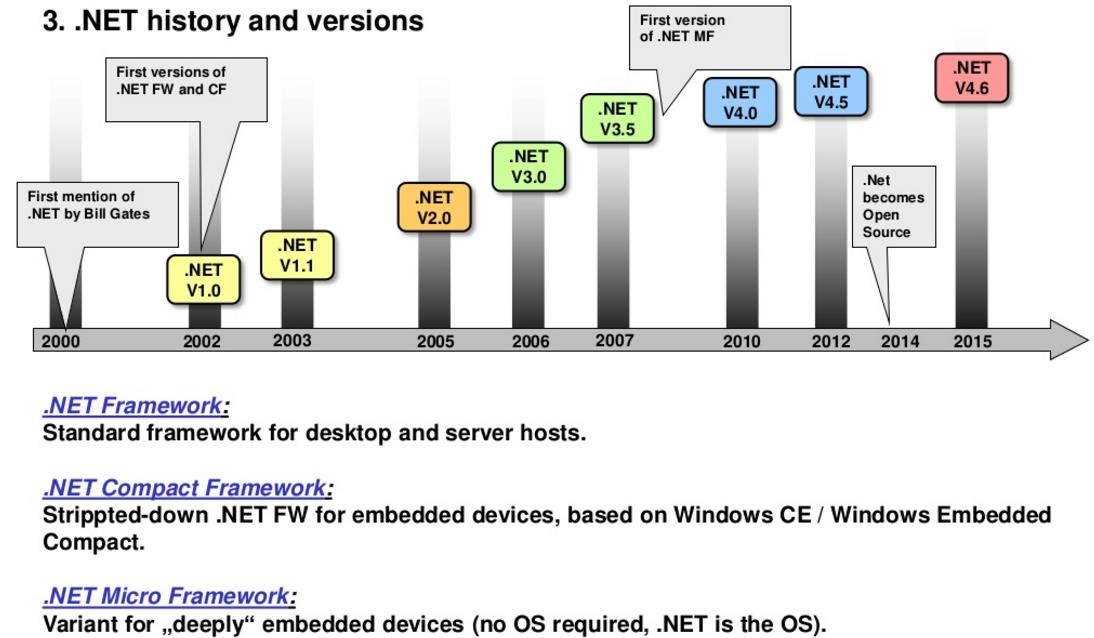 3. .NET history and versions
First version
of .NET MF
First versions of
.NET FW and CF
First mention of
.NET by Bill Gates
.NET
V1.0
.NET
V1.1
.NET
V2.0
.NET
V3.0
.NET
V3.5
.NET
V4.0
.NET
V4.5
.NET
V4.6
.Net
becomes
Open
Source
2000 2002 2003 2005 2006 2007 2010 2012 2014 2015
.NET Framework:
Standard framework for desktop and server hosts.
.NET Compact Framework:
Strippted-down .NET FW for embedded devices, based on Windows CE / Windows Embedded
Compact.
.NET Micro Framework:
Variant for „deeply“ embedded devices (no OS required, .NET is the OS).